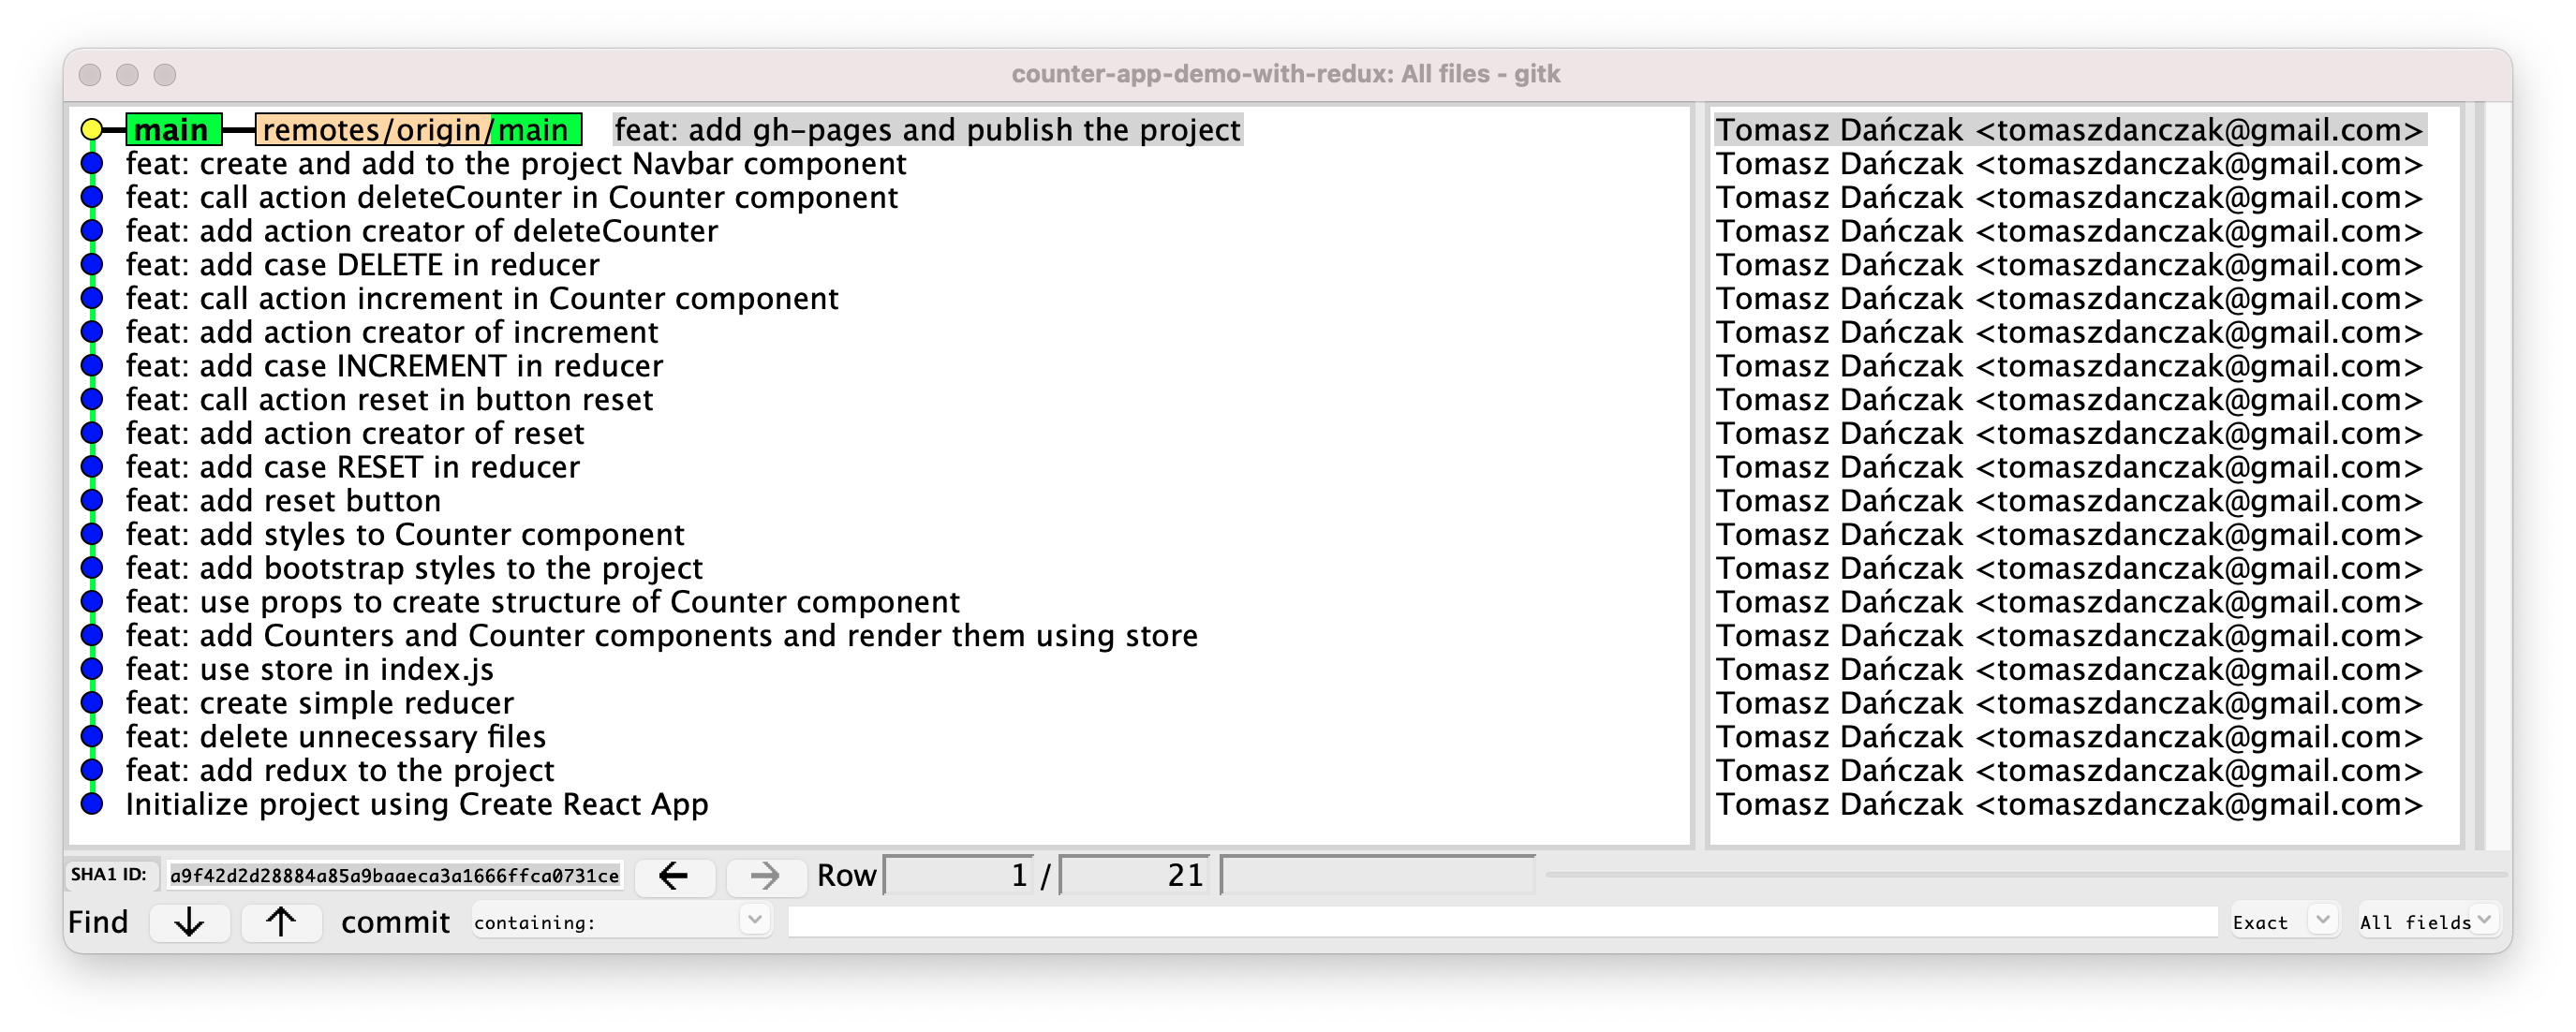 counter-app-demo-with-redux: All files - gitk
main remotes/origin/main feat: add gh-pages and publish the project Tomasz Dańczak <tomaszdanczak@gmail.com>
feat: create and add to the project Navbar component Tomasz Dańczak <tomaszdanczak@gmail.com>
feat: call action deleteCounter in Counter component Tomasz Dańczak <tomaszdanczak@gmail.com>
feat: add action creator of deleteCounter Tomasz Dańczak <tomaszdanczak@gmail.com>
feat: add case DELETE in reducer Tomasz Dańczak <tomaszdanczak@gmail.com>
feat: call action increment in Counter component Tomasz Dańczak <tomaszdanczak@gmail.com>
feat: add action creator of increment Tomasz Dańczak <tomaszdanczak@gmail.com>
feat: add case INCREMENT in reducer Tomasz Dańczak <tomaszdanczak@gmail.com>
feat: call action reset in button reset Tomasz Dańczak <tomaszdanczak@gmail.com>
feat: add action creator of reset Tomasz Dańczak <tomaszdanczak@gmail.com>
feat: add case RESET in reducer Tomasz Dańczak <tomaszdanczak@gmail.com>
feat: add reset button Tomasz Dańczak <tomaszdanczak@gmail.com>
feat: add styles to Counter component Tomasz Dańczak <tomaszdanczak@gmail.com>
feat: add bootstrap styles to the project Tomasz Dańczak <tomaszdanczak@gmail.com>
feat: use props to create structure of Counter component Tomasz Dańczak <tomaszdanczak@gmail.com>
feat: add Counters and Counter components and render them using store Tomasz Dańczak <tomaszdanczak@gmail.com>
feat: use store in index.js Tomasz Dańczak <tomaszdanczak@gmail.com>
feat: create simple reducer Tomasz Dańczak <tomaszdanczak@gmail.com>
feat: delete unnecessary files Tomasz Dańczak <tomaszdanczak@gmail.com>
feat: add redux to the project Tomasz Dańczak <tomaszdanczak@gmail.com>
Initialize project using Create React App Tomasz Dańczak <tomaszdanczak@gmail.com>
SHA1 ID: a9f42d2d28884a85a9baaeca3a1666ffca0731ce ← → Row 1 / 21
Find ↓ ↑ commit containing: Exact All fields